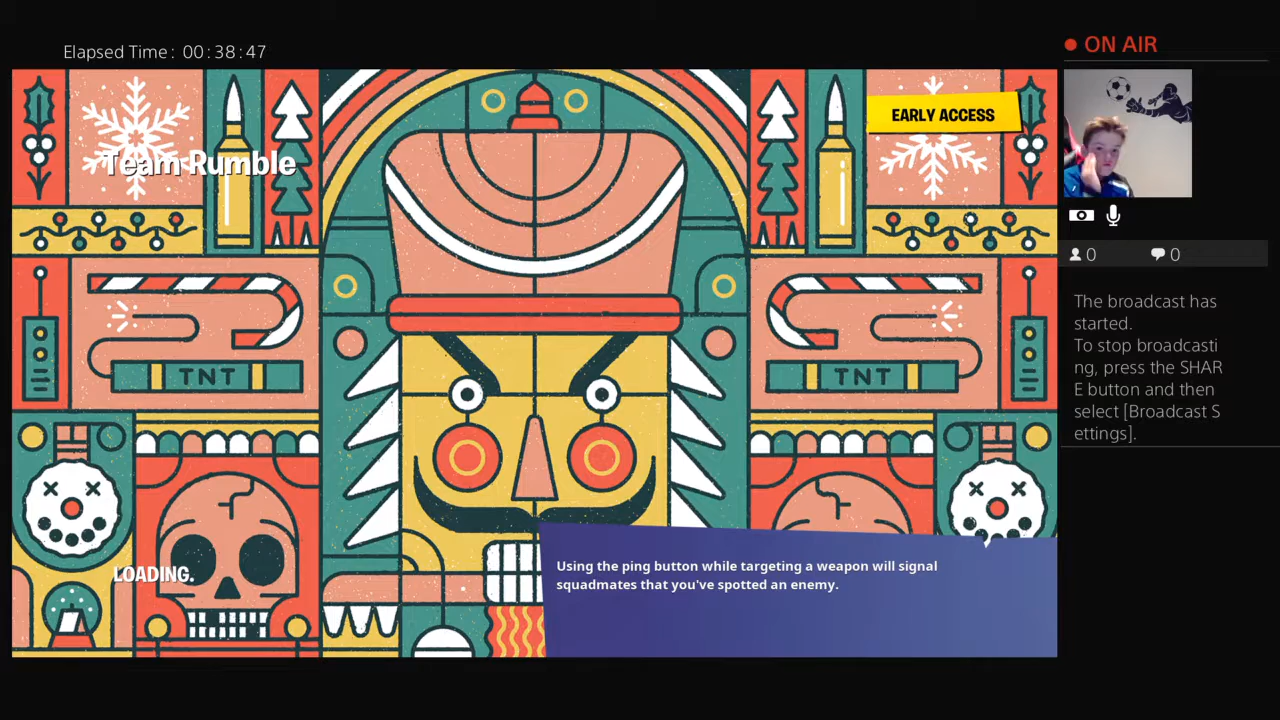 Elapsed Time: 00:38:47
ON AIR
EARLY ACCESS
Team Rumble
0 0
The broadcast has
started.
To stop broadcasti
ng, press the SHAR
E button and then
select [Broadcast S
ettings].
TNT TNT
LOADING.
Using the ping button while targeting a weapon will signal
squadmates that you've spotted an enemy.